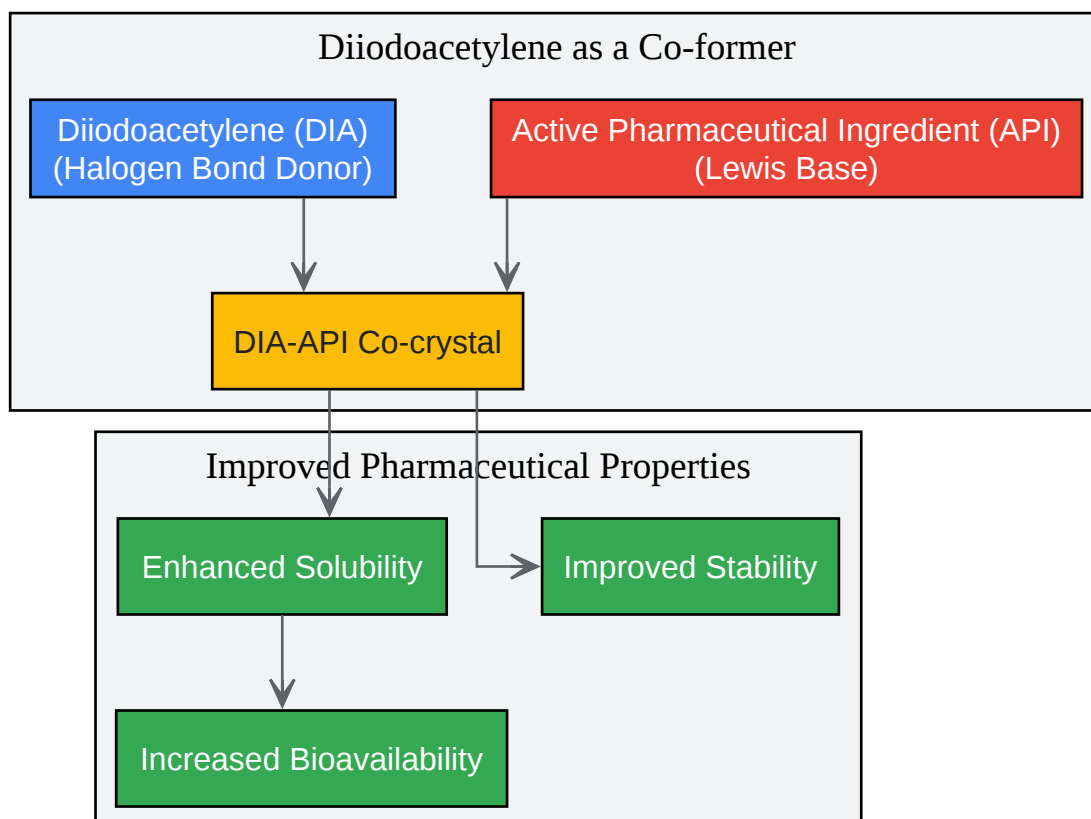 Diiodoacetylene as a Co-former
Diiodoacetylene (DIA)
(Halogen Bond Donor)
Active Pharmaceutical Ingredient (API)
(Lewis Base)
DIA-API Co-crystal
Improved Pharmaceutical Properties
Enhanced Solubility
Improved Stability
Increased Bioavailability